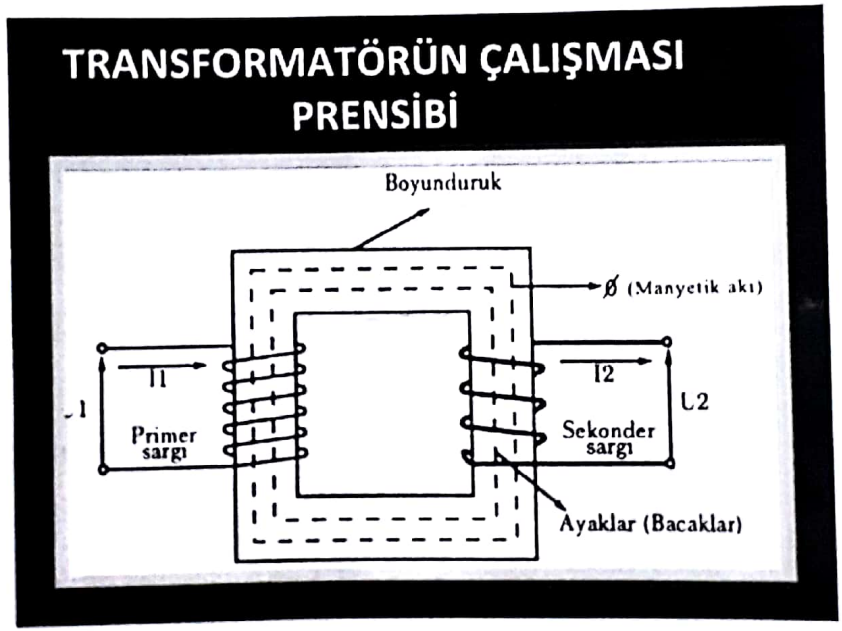 TRANSFORMATÖRÜN ÇALIŞMASI
PRENSİBİ
Boyunduruk
Ø (Manyetik akı)
I1
I2
U2
Primer
sargı
Sekonder
sargı
Ayaklar (Bacaklar)